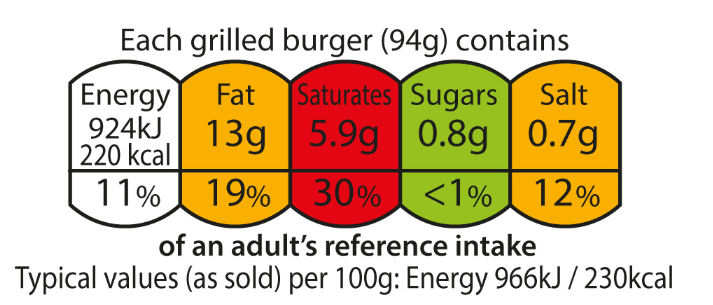 Each grilled burger (94g) contains
Energy Fat Saturates Sugars Salt
924kJ 13g 5.9g 0.8g 0.7g
220 kcal
11% 19% 30% <1% 12%
of an adult's reference intake
Typical values (as sold) per 100g: Energy 966kJ / 230kcal